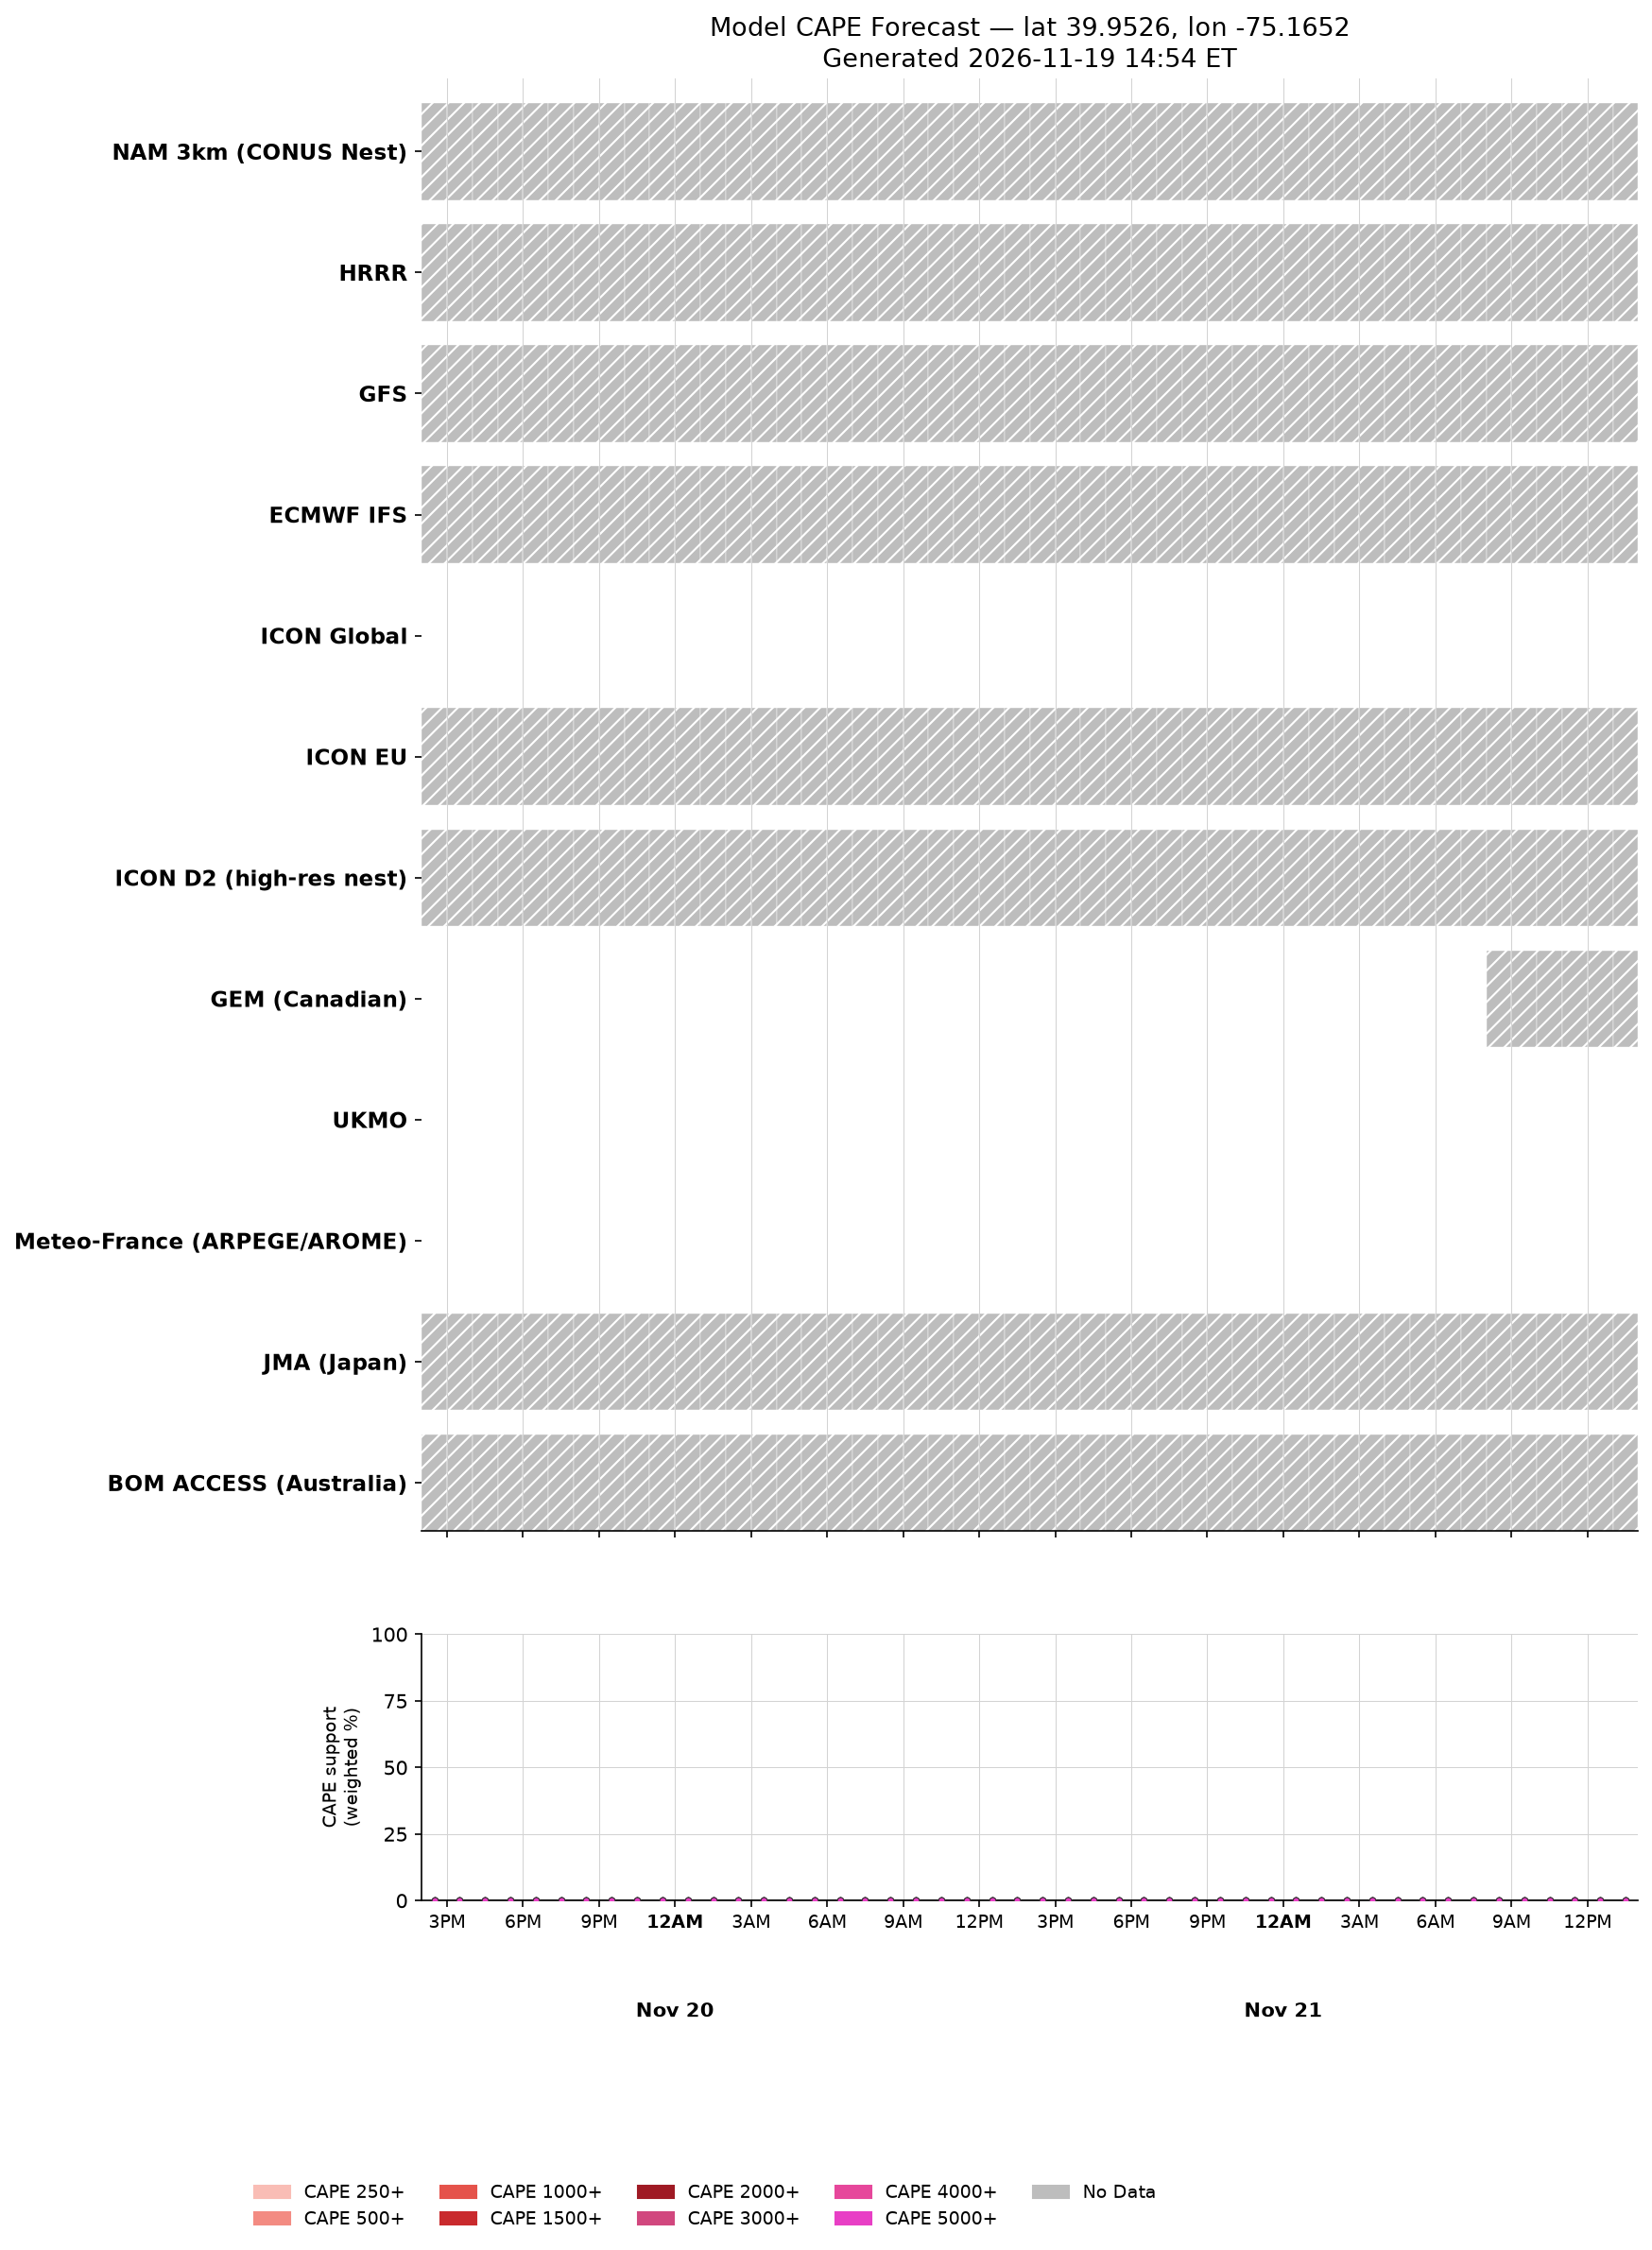 Model CAPE Forecast — lat 39.9526, lon -75.1652
Generated 2026-11-19 14:54 ET
NAM 3km (CONUS Nest)
HRRR
GFS
ECMWF IFS
ICON Global
ICON EU
ICON D2 (high-res nest)
GEM (Canadian)
UKMO
Meteo-France (ARPEGE/AROME)
JMA (Japan)
BOM ACCESS (Australia)
CAPE support
(weighted %)
100
75
50
25
0
3PM 6PM 9PM 12AM 3AM 6AM 9AM 12PM 3PM 6PM 9PM 12AM 3AM 6AM 9AM 12PM
Nov 20 Nov 21
CAPE 250+ CAPE 1000+ CAPE 2000+ CAPE 4000+ No Data
CAPE 500+ CAPE 1500+ CAPE 3000+ CAPE 5000+